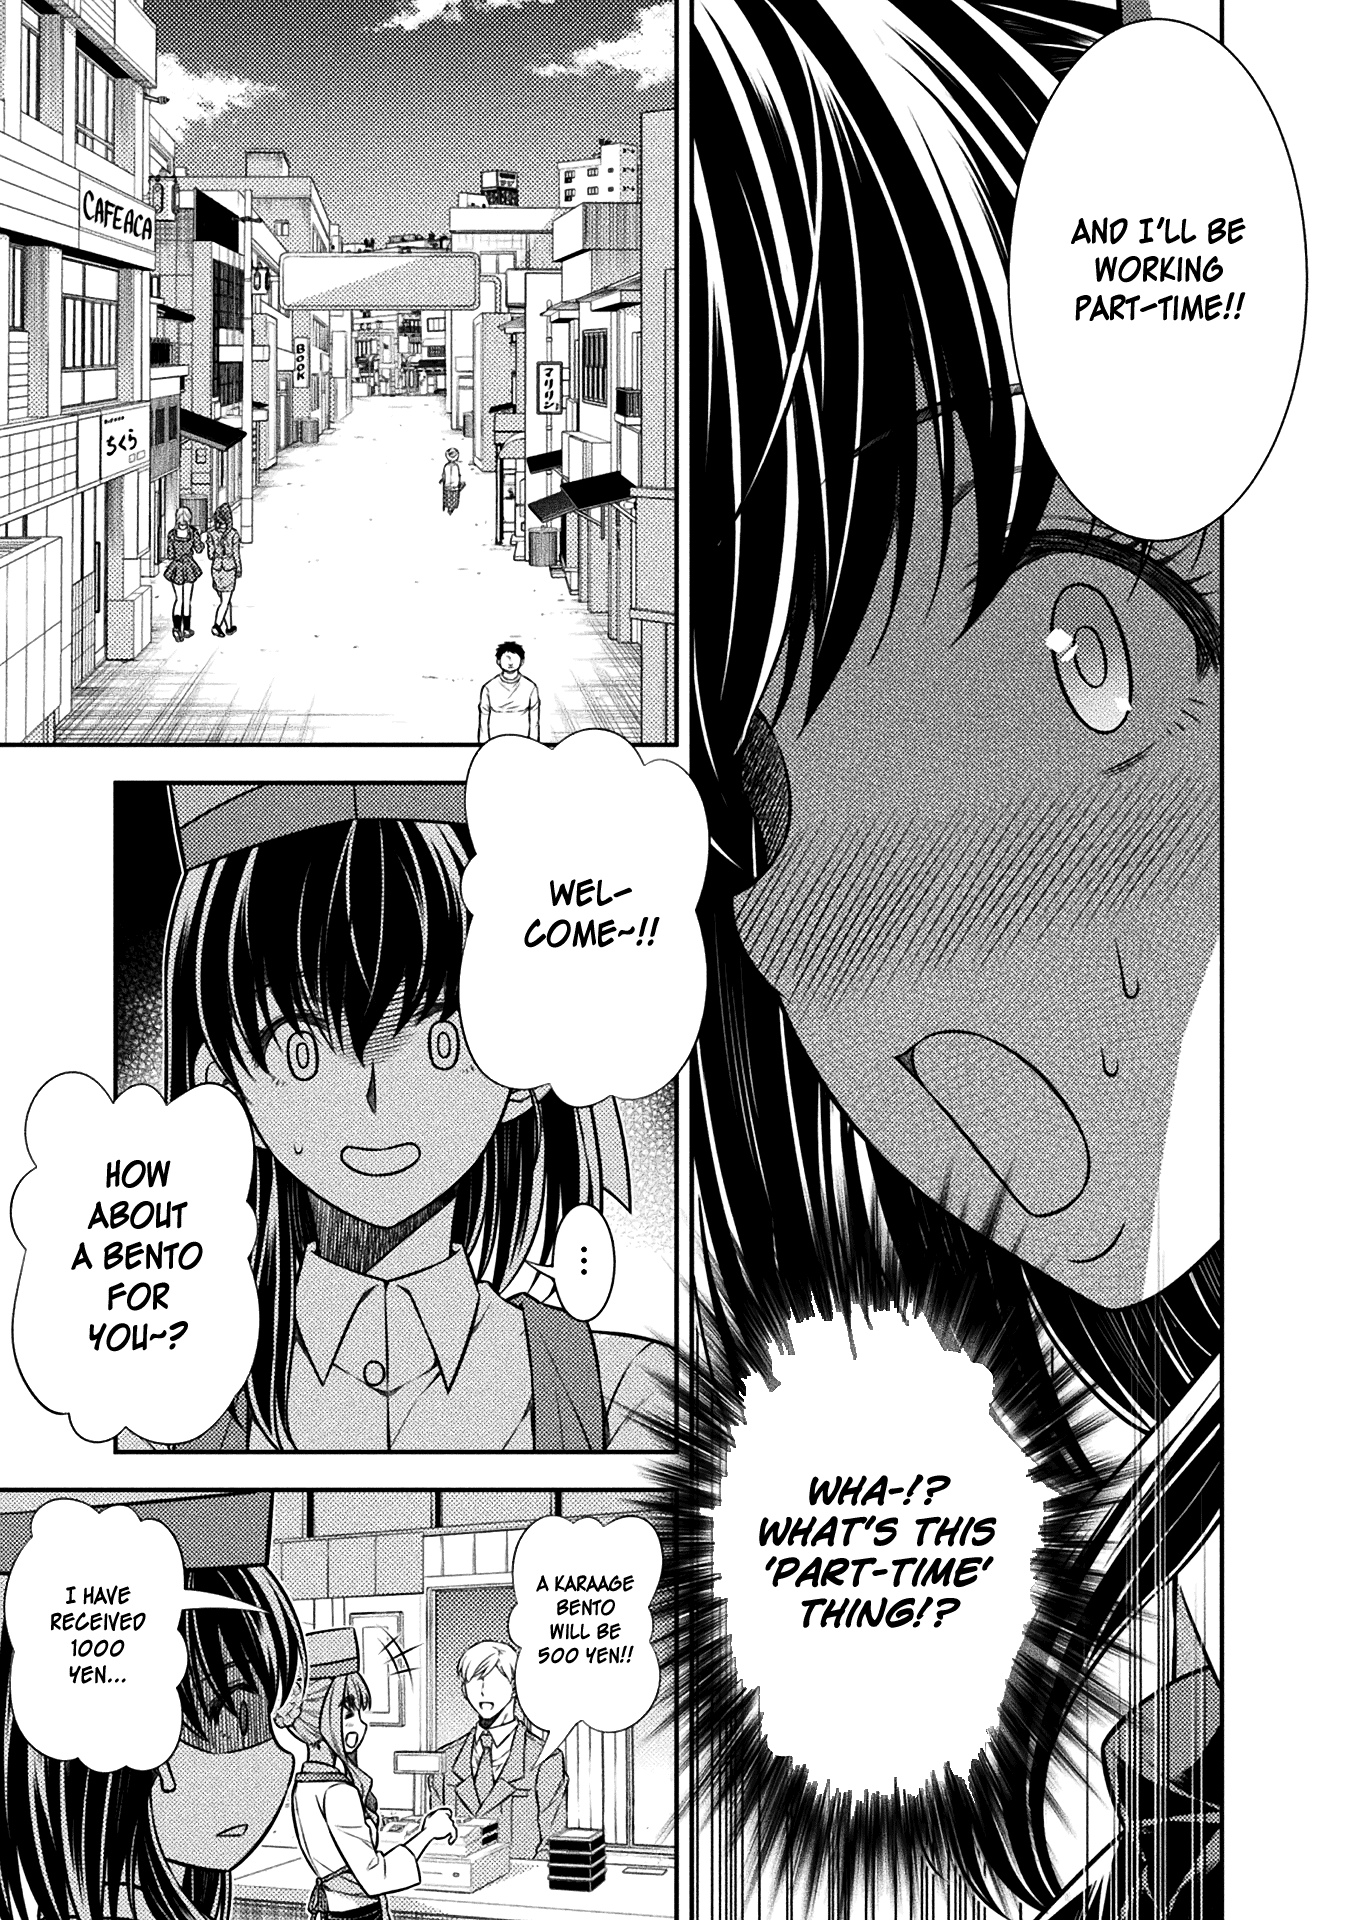 AND I'LL BE
WORKING
PART-TIME!!
WHA-!?
WHAT'S THIS
'PART-TIME'
THING!?
CAFEACA
BOOK
マリリン
ちくら
WEL-
COME~!!
HOW
ABOUT
A BENTO
FOR
YOU~?
...
A KARAAGE
BENTO
WILL BE
500 YEN!!
I HAVE
RECEIVED
1000
YEN...